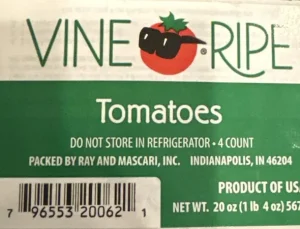 VINE RIPE
®
Tomatoes
DO NOT STORE IN REFRIGERATOR • 4 COUNT
PACKED BY RAY AND MASCARI, INC. INDIANAPOLIS, IN 46204
PRODUCT OF US
NET WT. 20 oz (1 lb 4 oz) 567
7 96553 20062 1